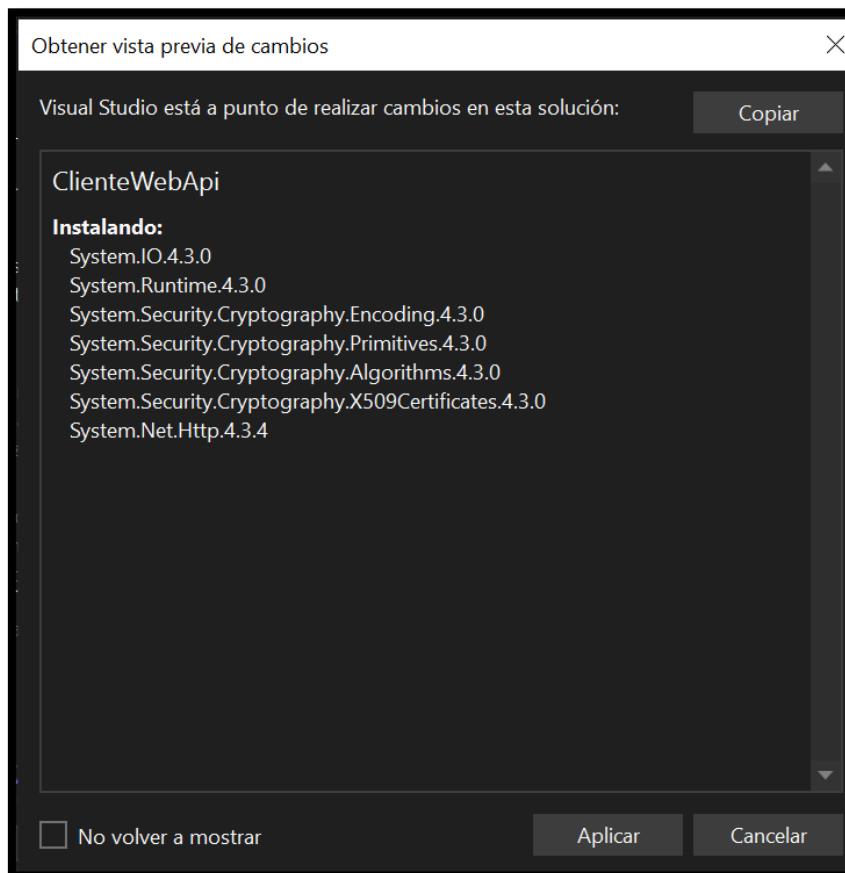 Obtener vista previa de cambios
Visual Studio está a punto de realizar cambios en esta solución:
Copiar
ClienteWebApi
Instalando:
System.IO.4.3.0
System.Runtime.4.3.0
System.Security.Cryptography.Encoding.4.3.0
System.Security.Cryptography.Primitives.4.3.0
System.Security.Cryptography.Algorithms.4.3.0
System.Security.Cryptography.X509Certificates.4.3.0
System.Net.Http.4.3.4
No volver a mostrar
Aplicar
Cancelar